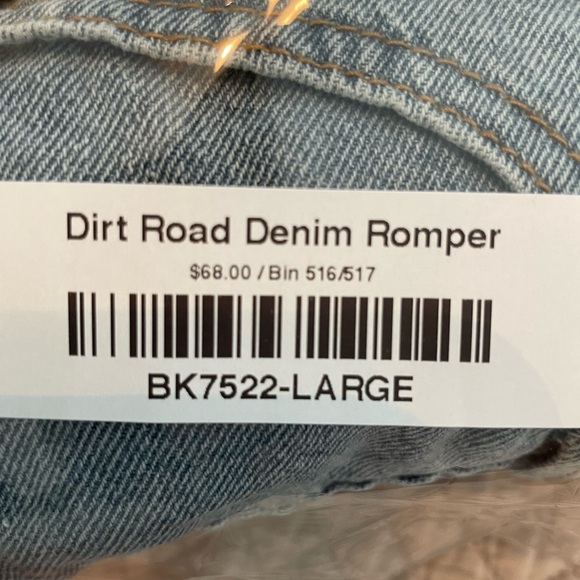 Dirt Road Denim Romper
$68.00 / Bin 516/517
BK7522-LARGE